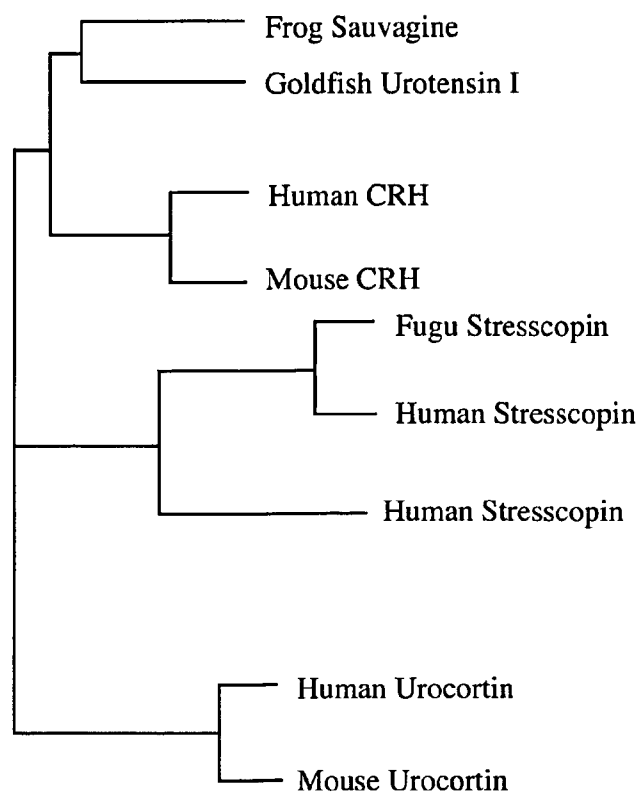 Frog Sauvagine
Goldfish Urotensin I
Human CRH
Mouse CRH
Fugu Stresscopin
Human Stresscopin
Human Stresscopin
Human Urocortin
Mouse Urocortin